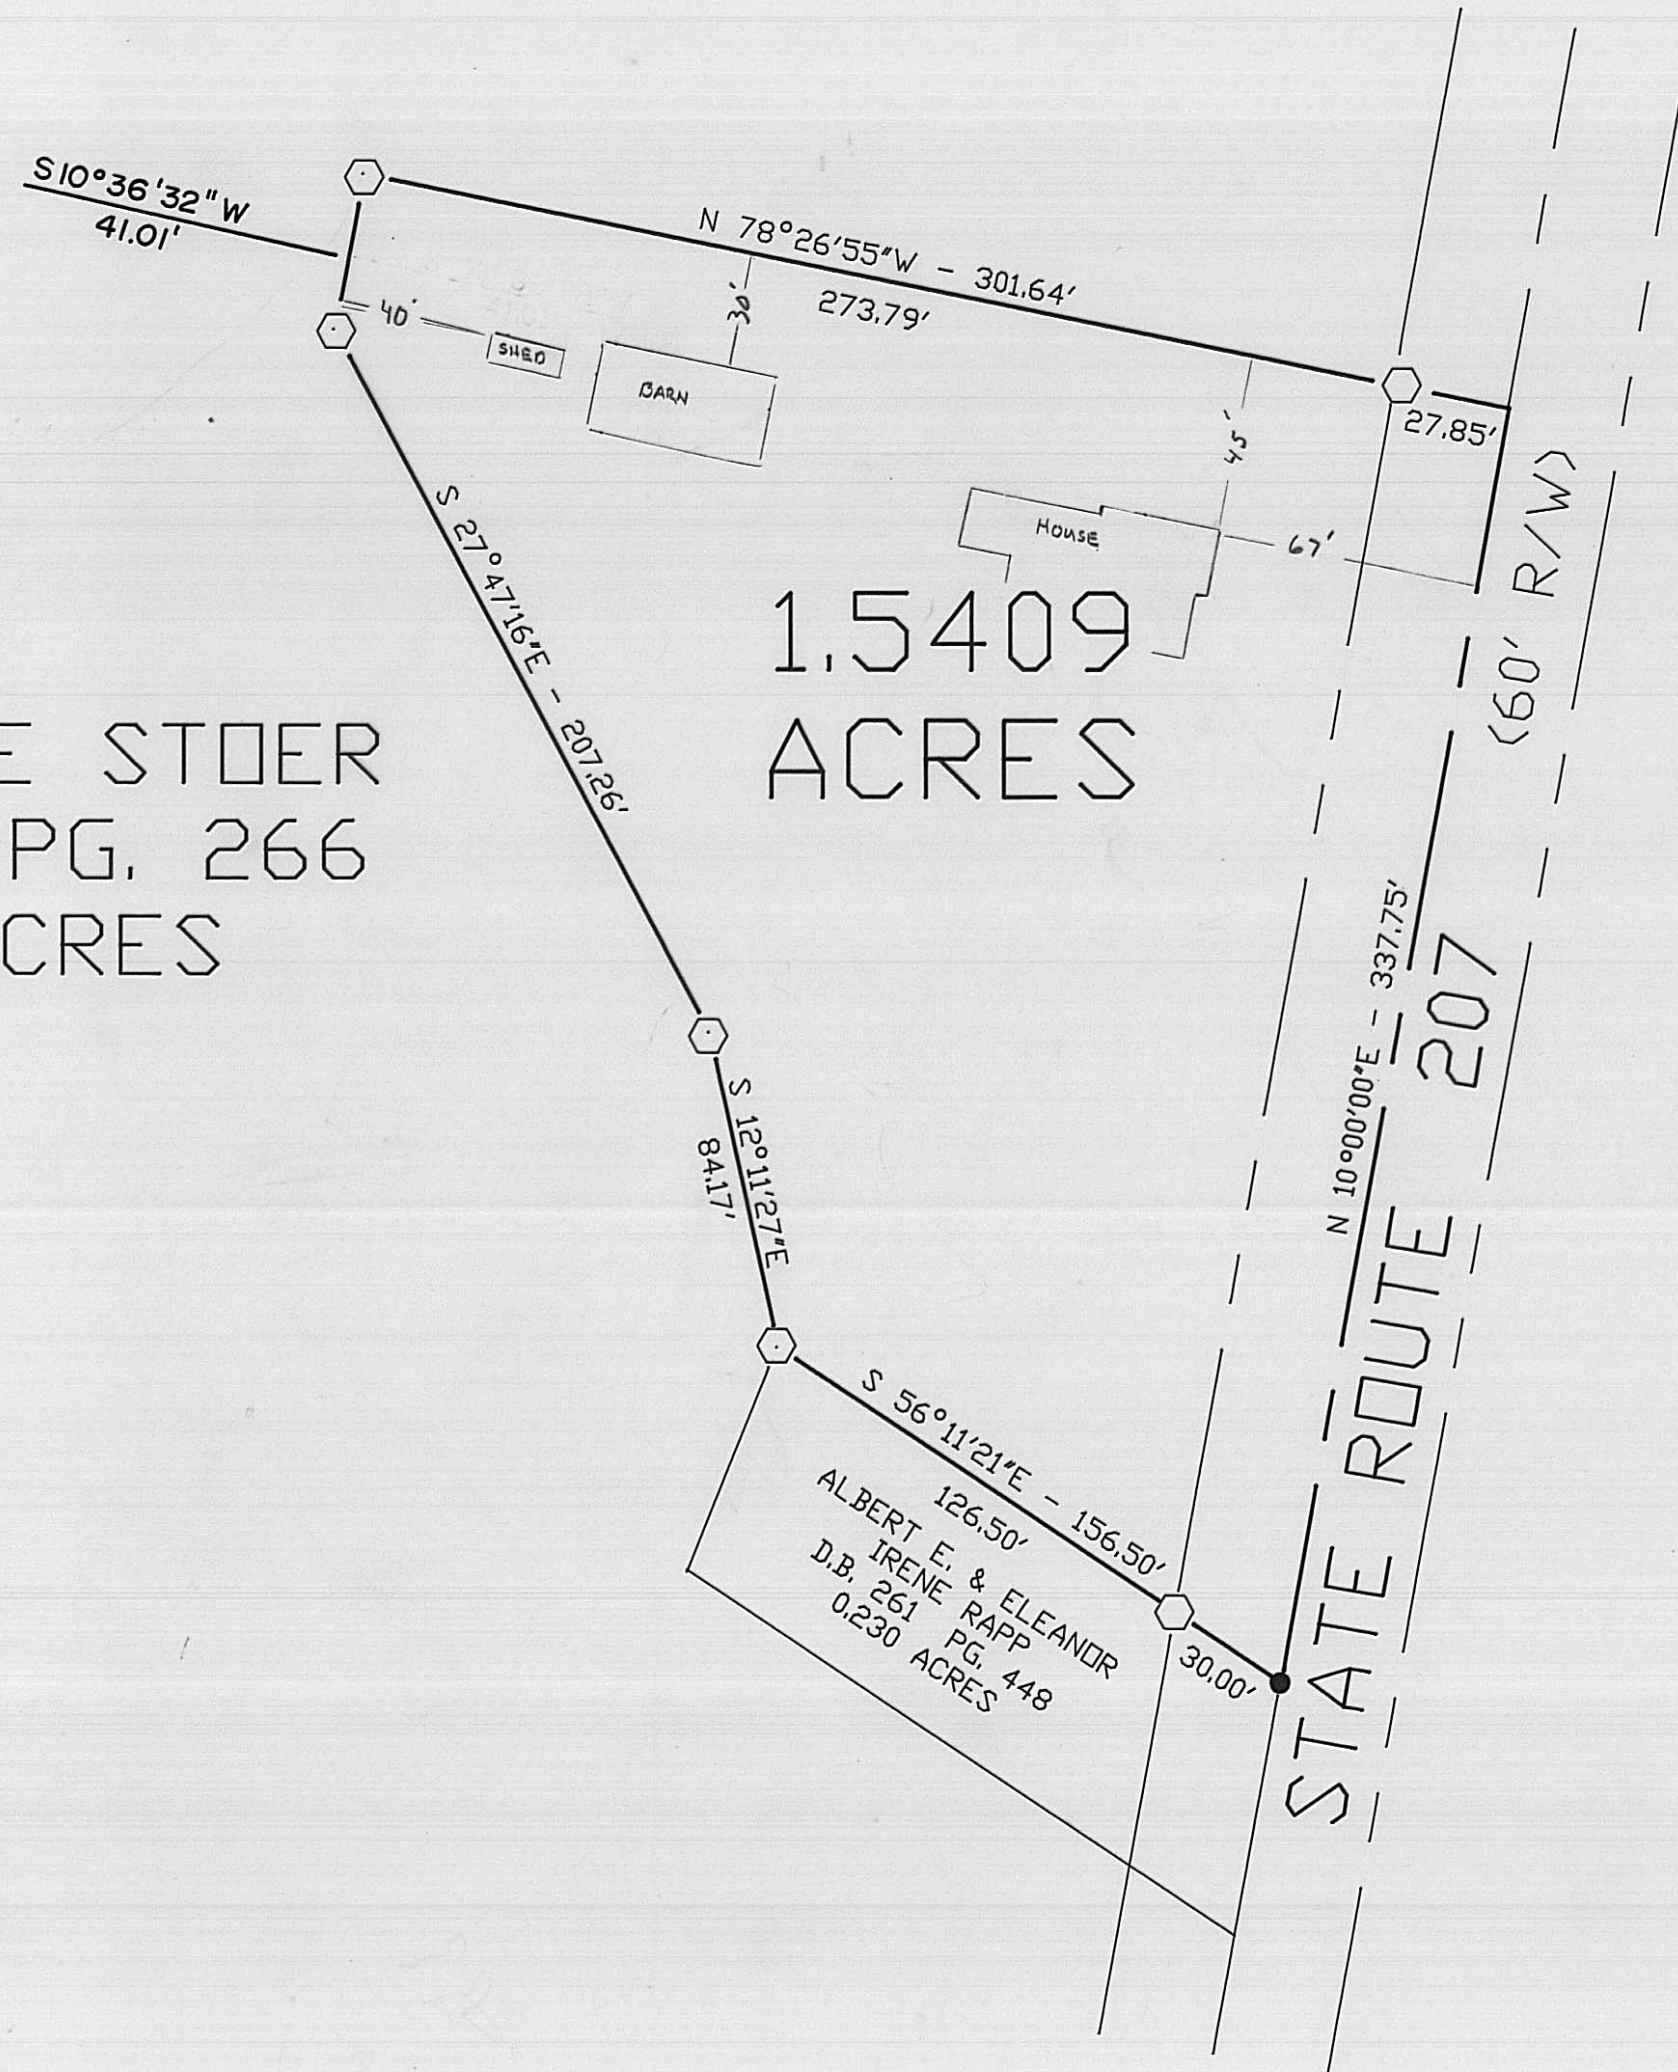 S10°36'32"W
41.01'
N 78°26'55"W - 301.64'
273.79'
27.85'
40'
SHED
BARN
30'
45'
HOUSE
67'
1.5409
ACRES
S 27°47'16"E - 207.26'
E STOER
PG. 266
CRES
S 12°11'27"E
84.17'
S 56°11'21"E - 156.50'
126.50'
30.00'
ALBERT E. & ELEANOR
IRENE RAPP
D.B. 261 PG. 448
0.230 ACRES
N 10°00'00"E - 337.75'
STATE ROUTE 207
(60' R/W)